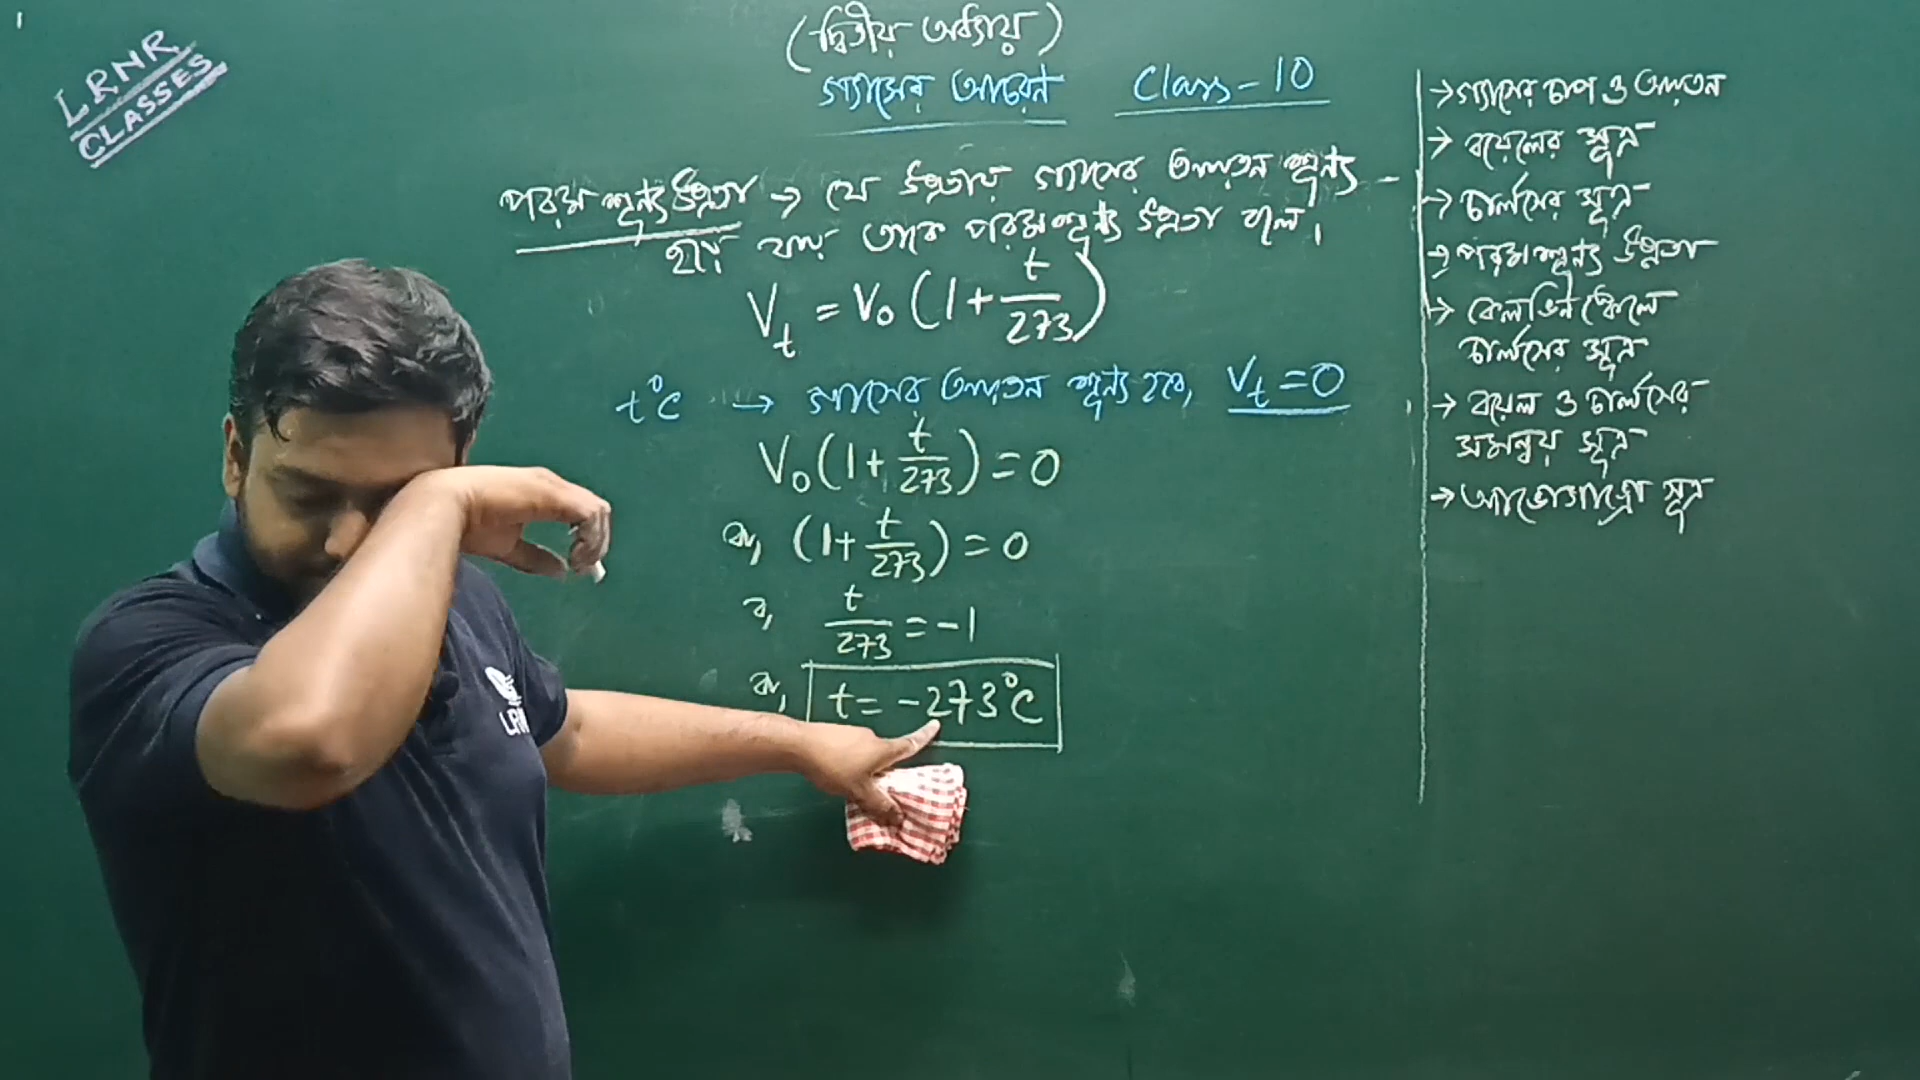 LRNR
CLASSES
(দ্বিতীয় অধ্যায়)
গ্যাসের আচরণ Class - 10
পরম শূন্য উষ্ণতা → যে উষ্ণতায় গ্যাসের আয়তন শূন্য -
হয়ে যায় তাকে পরম শূন্য উষ্ণতা বলে।
Vt = V₀ (1 + t/273)
t°C → গ্যাসের আয়তন শূন্য হবে, Vt = 0
V₀ (1 + t/273) = 0
বা, (1 + t/273) = 0
বা, t/273 = -1
বা, t = -273°C
→ গ্যাসের চাপ ও আয়তন
→ বয়েলের সূত্র
→ চার্লসের সূত্র
→ পরম শূন্য উষ্ণতা
→ কেলভিন স্কেলে
চার্লসের সূত্র
→ বয়েল ও চার্লসের
সমন্বয় সূত্র
→ অ্যাভোগাড্রো সূত্র